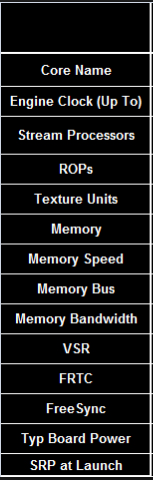 Core Name
Engine Clock (Up To)
Stream Processors
ROPs
Texture Units
Memory
Memory Speed
Memory Bus
Memory Bandwidth
VSR
FRTC
FreeSync
Typ Board Power
SRP at Launch